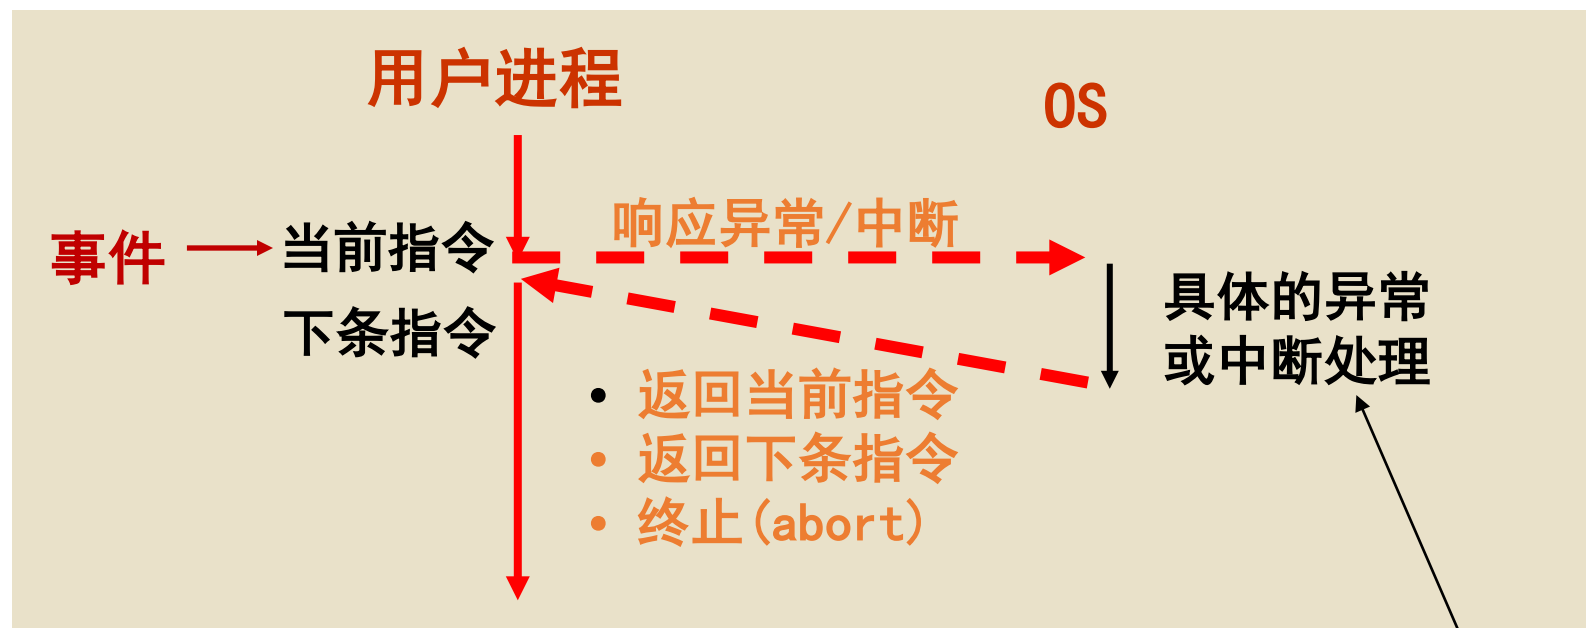 用户进程
OS
响应异常/中断
事件
当前指令
下条指令
具体的异常
或中断处理
• 返回当前指令
• 返回下条指令
• 终止(abort)